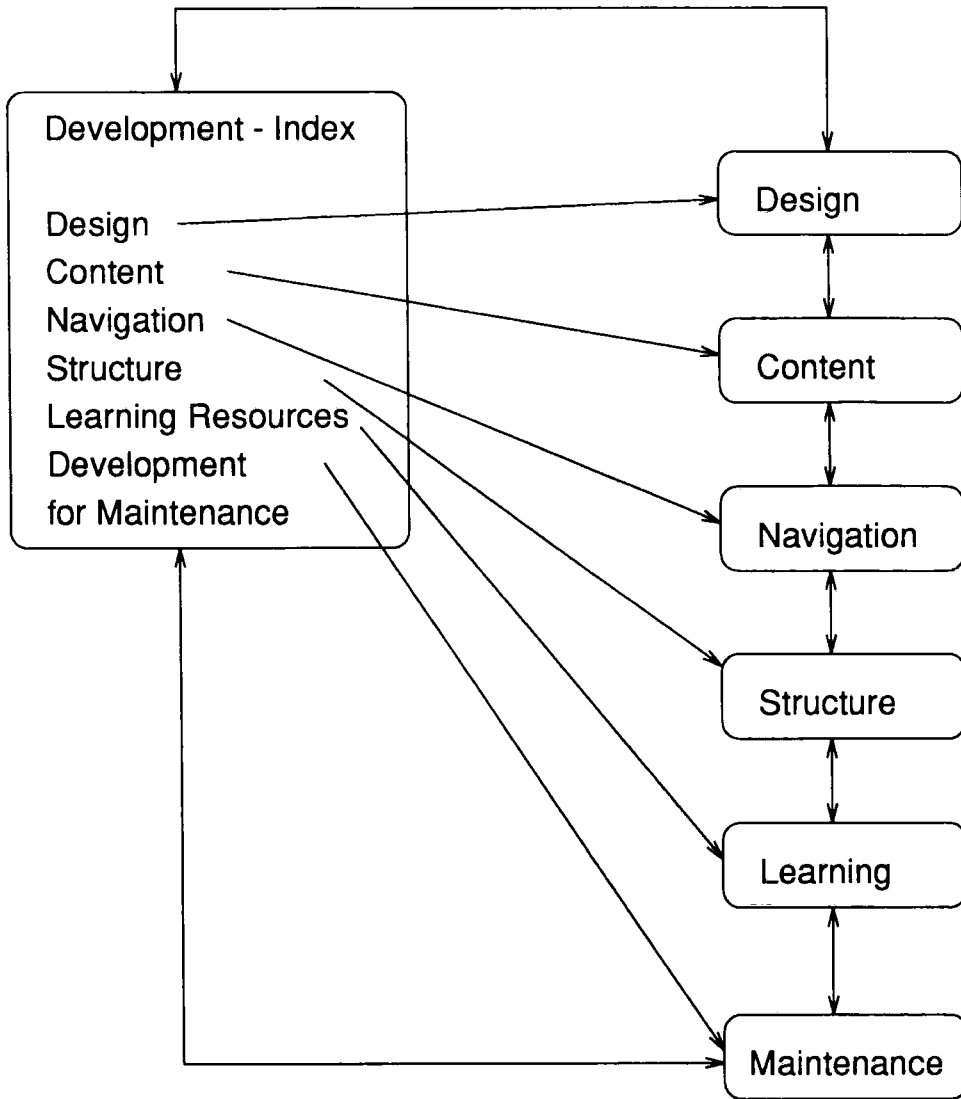 Development - Index
Design
Content
Navigation
Structure
Learning Resources
Development
for Maintenance
Design
Content
Navigation
Structure
Learning
Maintenance